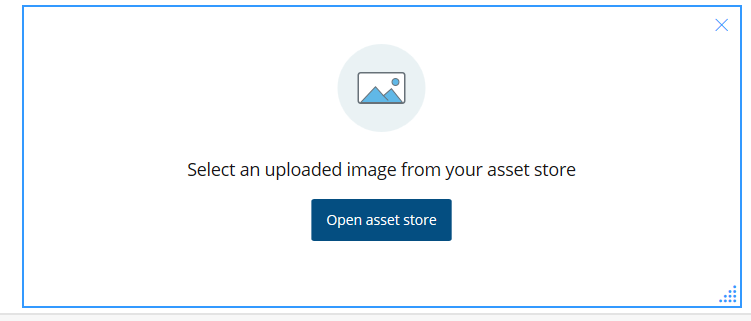 Select an uploaded image from your asset store
Open asset store